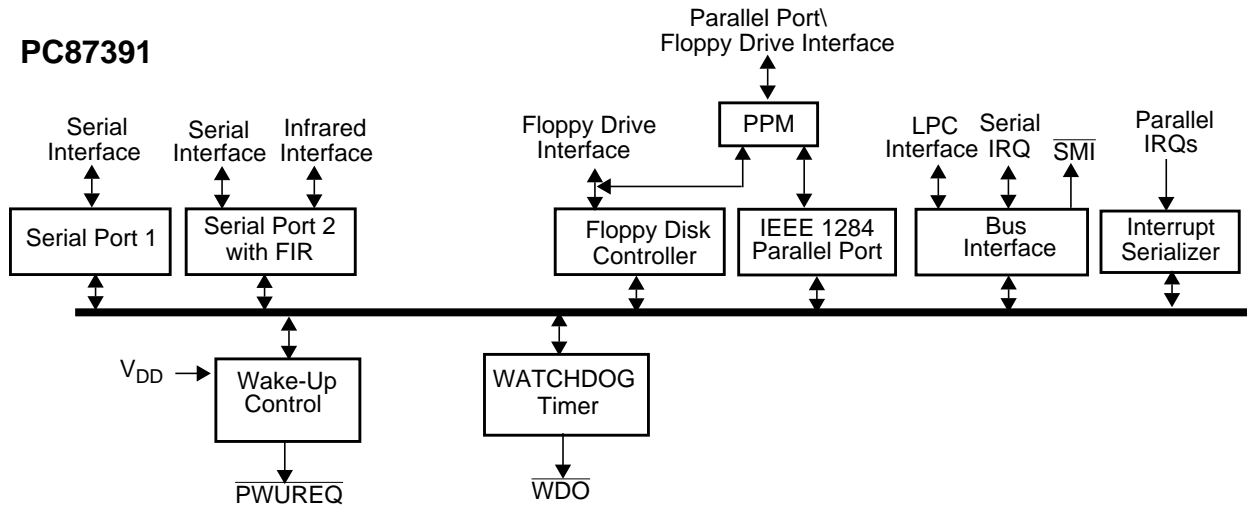 PC87391
Parallel Port\
Floppy Drive Interface
Serial
Interface
Serial
Interface
Infrared
Interface
Floppy Drive
Interface
PPM
LPC
Interface
Serial
IRQ
SMI
Parallel
IRQs
Serial Port 1
Serial Port 2
with FIR
Floppy Disk
Controller
IEEE 1284
Parallel Port
Bus
Interface
Interrupt
Serializer
VDD
Wake-Up
Control
WATCHDOG
Timer
PWUREQ
WDO